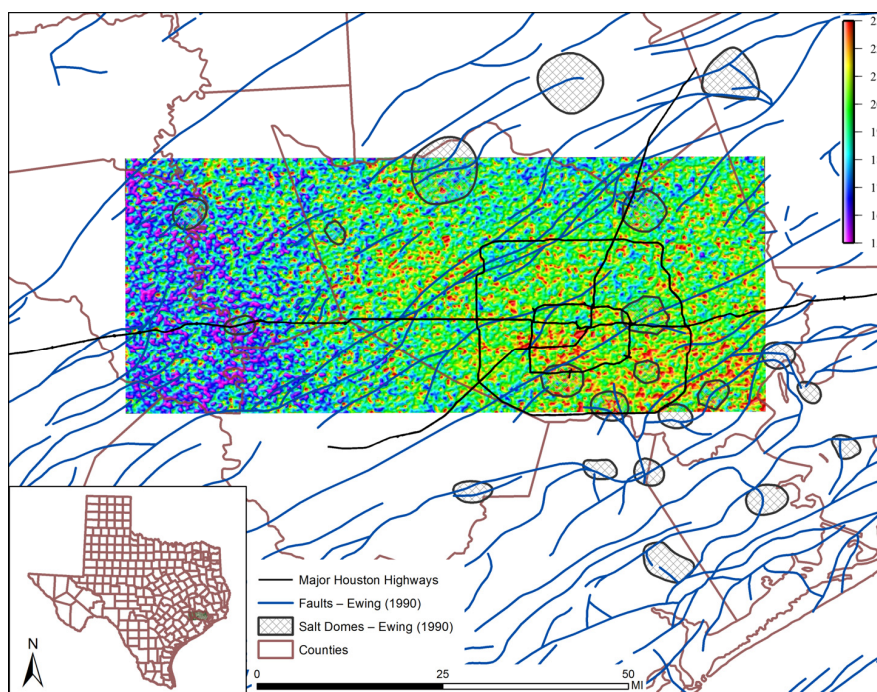 Major Houston Highways
Faults – Ewing (1990)
Salt Domes – Ewing (1990)
Counties
N
0 25 50
MI